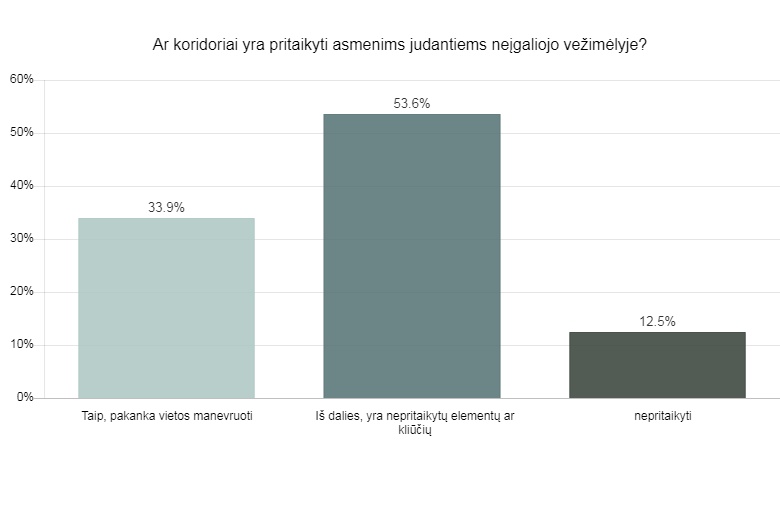 Ar koridoriai yra pritaikyti asmenims judantiems neįgaliojo vežimėlyje?
60%
50%
40%
30%
20%
10%
0%
33.9%
53.6%
12.5%
Taip, pakanka vietos manevruoti
Iš dalies, yra nepritaikytų elementų ar
kliūčių
nepritaikyti